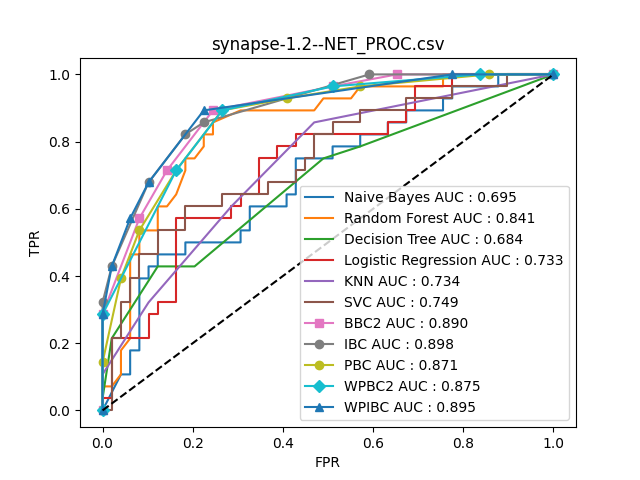 synapse-1.2--NET_PROC.csv
1.0
0.8
0.6
0.4
0.2
0.0
TPR
Naive Bayes AUC : 0.695
Random Forest AUC : 0.841
Decision Tree AUC : 0.684
Logistic Regression AUC : 0.733
KNN AUC : 0.734
SVC AUC : 0.749
BBC2 AUC : 0.890
IBC AUC : 0.898
PBC AUC : 0.871
WPBC2 AUC : 0.875
WPIBC AUC : 0.895
0.0 0.2 0.4 0.6 0.8 1.0
FPR